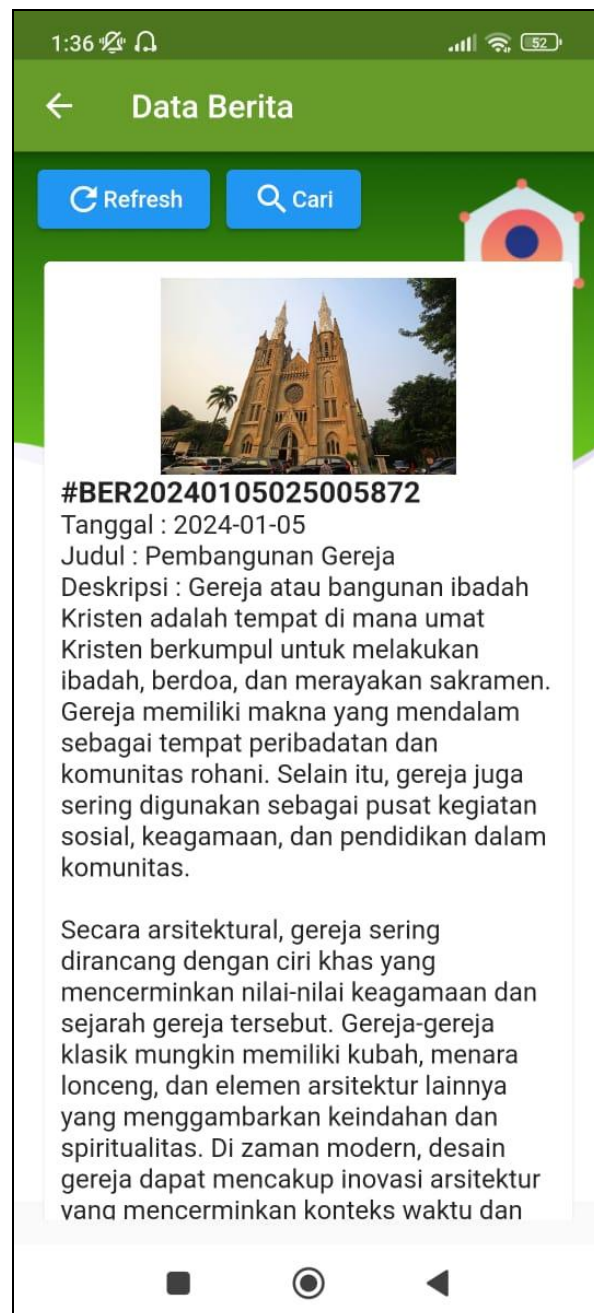 1:36
52
Data Berita
Refresh
Cari
#BER20240105025005872
Tanggal : 2024-01-05
Judul : Pembangunan Gereja
Deskripsi : Gereja atau bangunan ibadah
Kristen adalah tempat di mana umat
Kristen berkumpul untuk melakukan
ibadah, berdoa, dan merayakan sakramen.
Gereja memiliki makna yang mendalam
sebagai tempat peribadatan dan
komunitas rohani. Selain itu, gereja juga
sering digunakan sebagai pusat kegiatan
sosial, keagamaan, dan pendidikan dalam
komunitas.
Secara arsitektural, gereja sering
dirancang dengan ciri khas yang
mencerminkan nilai-nilai keagamaan dan
sejarah gereja tersebut. Gereja-gereja
klasik mungkin memiliki kubah, menara
lonceng, dan elemen arsitektur lainnya
yang menggambarkan keindahan dan
spiritualitas. Di zaman modern, desain
gereja dapat mencakup inovasi arsitektur
yang mencerminkan konteks waktu dan